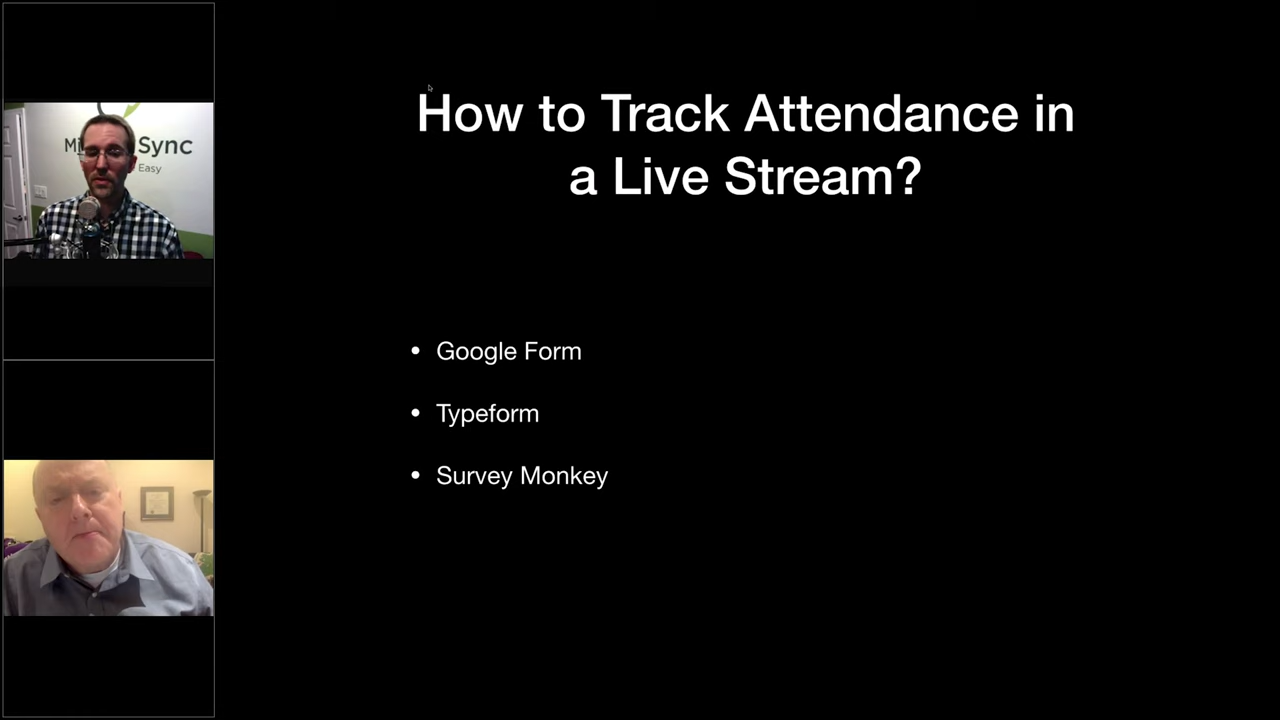 How to Track Attendance in
a Live Stream?
Sync
Easy
• Google Form
• Typeform
• Survey Monkey